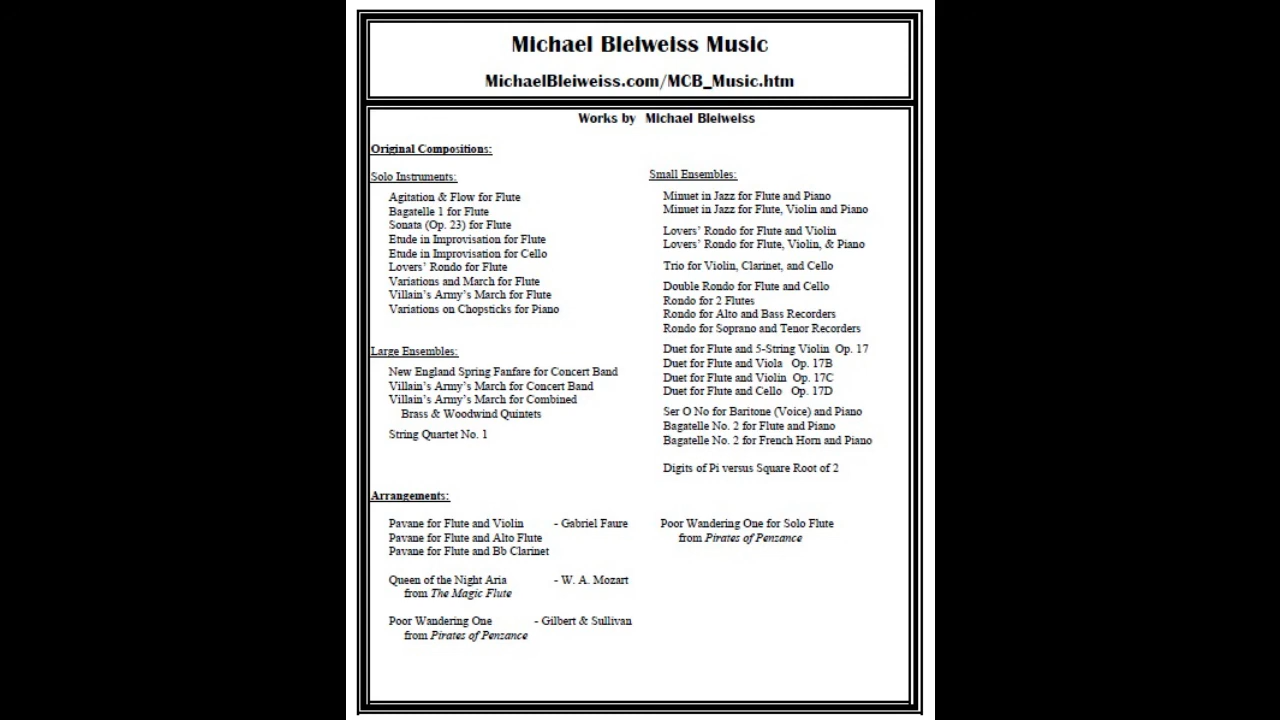 Michael Bleiweiss Music
MichaelBleiweiss.com/MCB_Music.htm
Works by Michael Bleiweiss
Original Compositions:
Solo Instruments:
Agitation & Flow for Flute
Bagatelle 1 for Flute
Sonata (Op. 23) for Flute
Etude in Improvisation for Flute
Etude in Improvisation for Cello
Lovers' Rondo for Flute
Variations and March for Flute
Villain's Army's March for Flute
Variations on Chopsticks for Piano
Large Ensembles:
New England Spring Fanfare for Concert Band
Villain's Army's March for Concert Band
Villain's Army's March for Combined
Brass & Woodwind Quintets
String Quartet No. 1
Small Ensembles:
Minuet in Jazz for Flute and Piano
Minuet in Jazz for Flute, Violin and Piano
Lovers' Rondo for Flute and Violin
Lovers' Rondo for Flute, Violin, & Piano
Trio for Violin, Clarinet, and Cello
Double Rondo for Flute and Cello
Rondo for 2 Flutes
Rondo for Alto and Bass Recorders
Rondo for Soprano and Tenor Recorders
Duet for Flute and 5-String Violin Op. 17
Duet for Flute and Viola Op. 17B
Duet for Flute and Violin Op. 17C
Duet for Flute and Cello Op. 17D
Ser O No for Baritone (Voice) and Piano
Bagatelle No. 2 for Flute and Piano
Bagatelle No. 2 for French Horn and Piano
Digits of Pi versus Square Root of 2
Arrangements:
Pavane for Flute and Violin - Gabriel Faure
Pavane for Flute and Alto Flute
Pavane for Flute and Bb Clarinet
Queen of the Night Aria - W. A. Mozart
from The Magic Flute
Poor Wandering One - Gilbert & Sullivan
from Pirates of Penzance
Poor Wandering One for Solo Flute
from Pirates of Penzance